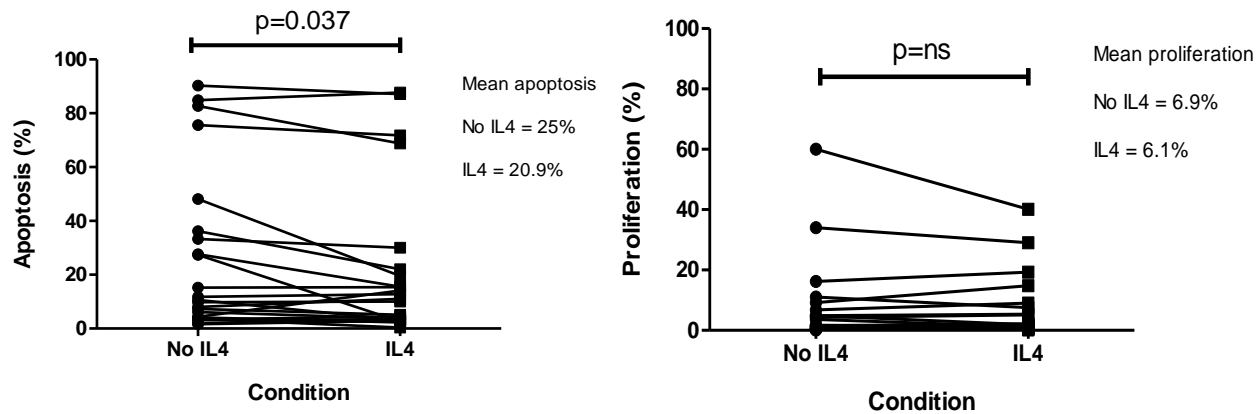 p=0.037
100
80
60
40
20
0
Apoptosis (%)
No IL4
IL4
Condition
Mean apoptosis
No IL4 = 25%
IL4 = 20.9%
p=ns
100
80
60
40
20
0
Proliferation (%)
No IL4
IL4
Condition
Mean proliferation
No IL4 = 6.9%
IL4 = 6.1%